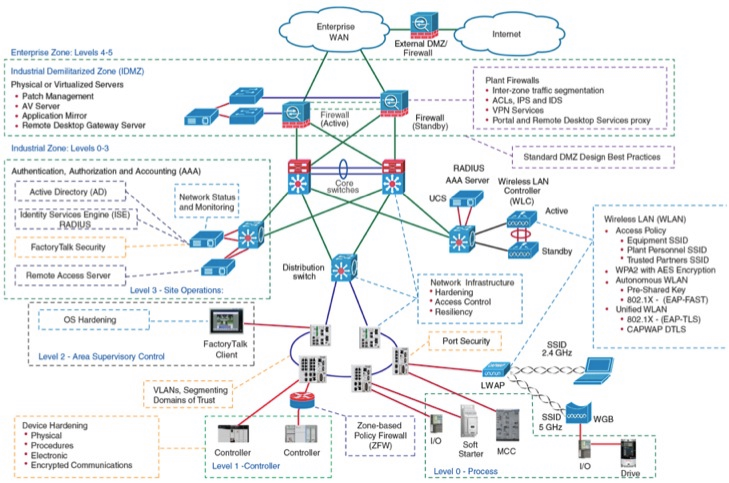 Enterprise
WAN
External DMZ/
Firewall
Internet
Enterprise Zone: Levels 4-5
Industrial Demilitarized Zone (IDMZ)
Physical or Virtualized Servers
• Patch Management
• AV Server
• Application Mirror
• Remote Desktop Gateway Server
Firewall
(Active)
Firewall
(Standby)
Plant Firewalls
• Inter-zone traffic segmentation
• ACLs, IPS and IDS
• VPN Services
• Portal and Remote Desktop Services proxy
Industrial Zone: Levels 0-3
Standard DMZ Design Best Practices
Authentication, Authorization and Accounting (AAA)
Active Directory (AD)
Identity Services Engine (ISE)
RADIUS
FactoryTalk Security
Remote Access Server
Network Status
and Monitoring
Level 3 - Site Operations:
Core
switches
RADIUS
AAA Server
UCS
Wireless LAN
Controller
(WLC)
Active
Standby
Wireless LAN (WLAN)
• Access Policy
• Equipment SSID
• Plant Personnel SSID
• Trusted Partners SSID
• WPA2 with AES Encryption
• Autonomous WLAN
• Pre-Shared Key
• 802.1X - (EAP-FAST)
• Unified WLAN
• 802.1X - (EAP-TLS)
• CAPWAP DTLS
Distribution
switch
Network Infrastructure
• Hardening
• Access Control
• Resiliency
OS Hardening
FactoryTalk
Client
Level 2 - Area Supervisory Control
Port Security
VLANs, Segmenting
Domains of Trust
LWAP
SSID
2.4 GHz
SSID
5 GHz
WGB
Device Hardening
• Physical
• Procedures
• Electronic
• Encrypted Communications
Controller
Controller
Level 1 -Controller
Zone-based
Policy Firewall
(ZFW)
I/O
Soft
Starter
MCC
Level 0 - Process
I/O
Drive